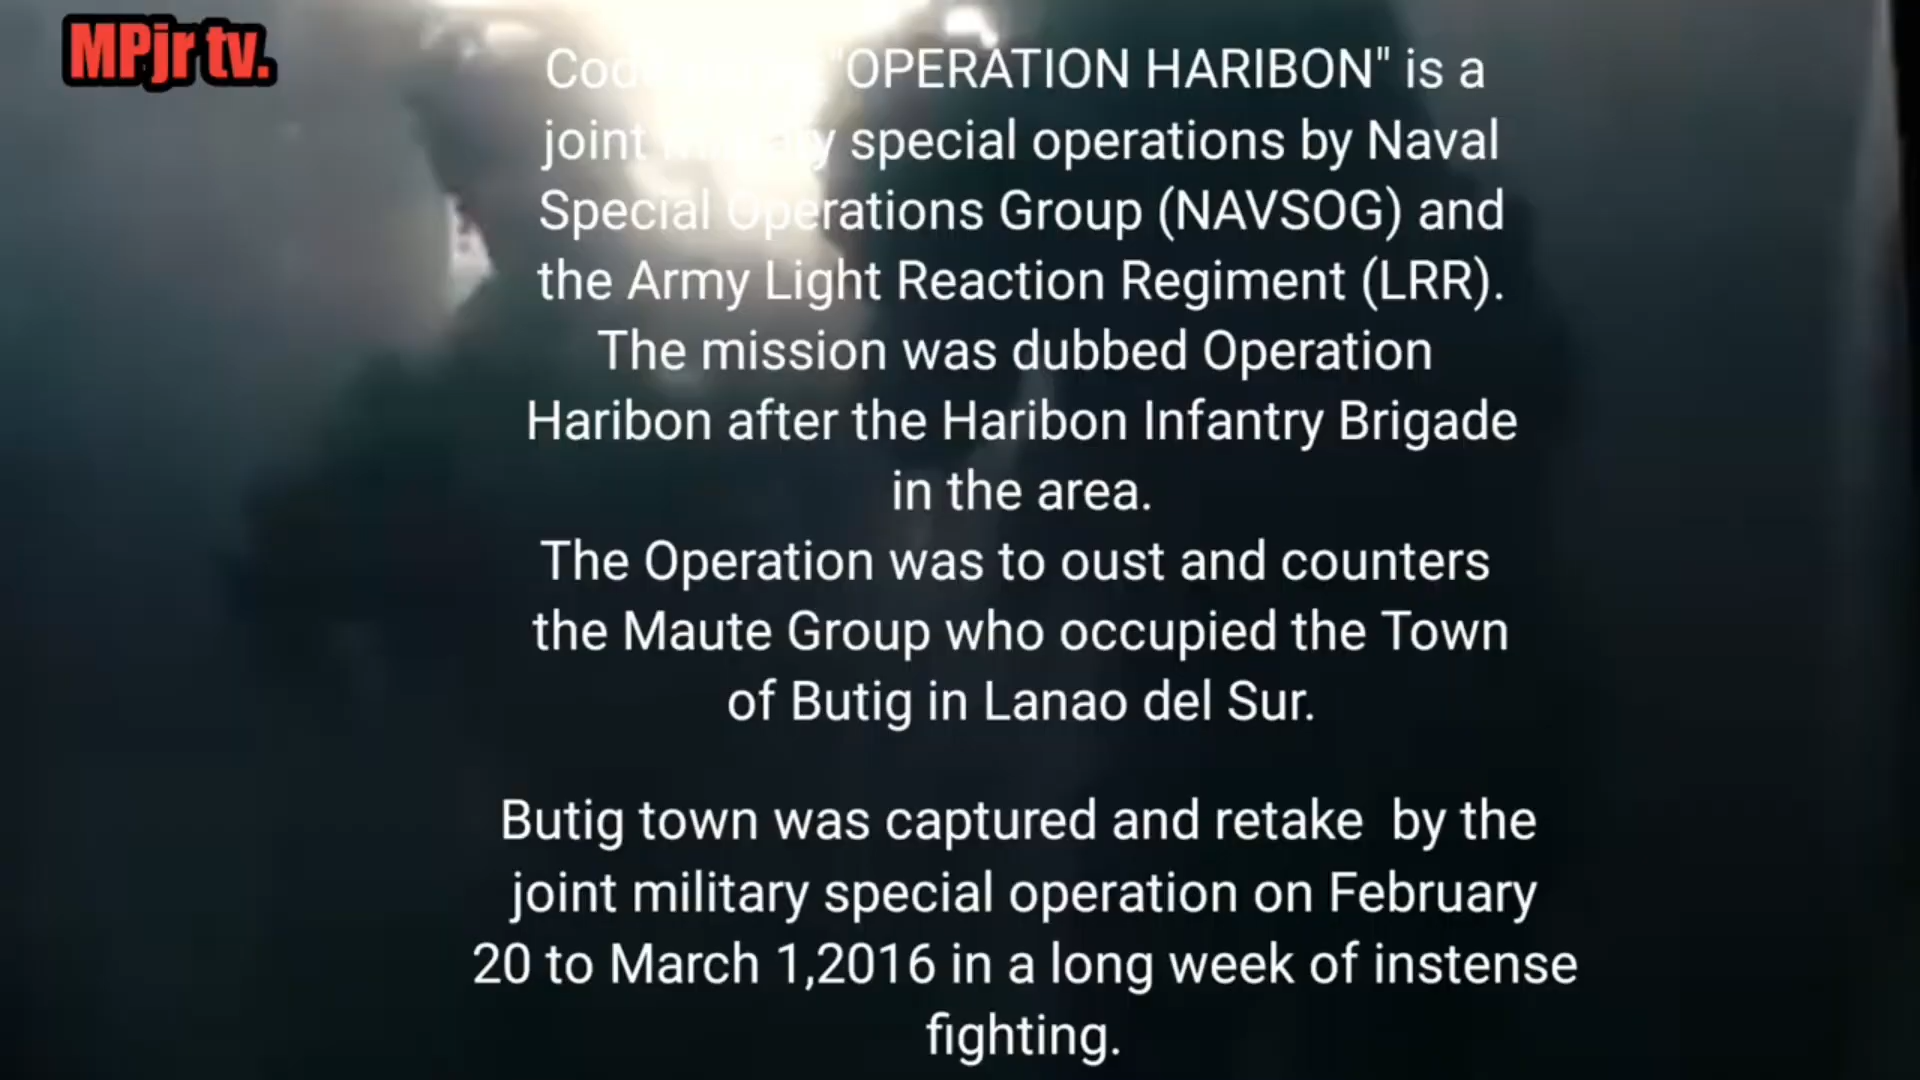 MPjr tv.
"OPERATION HARIBON" is a
joint military special operations by Naval
Special Operations Group (NAVSOG) and
the Army Light Reaction Regiment (LRR).
The mission was dubbed Operation
Haribon after the Haribon Infantry Brigade
in the area.
The Operation was to oust and counters
the Maute Group who occupied the Town
of Butig in Lanao del Sur.
Butig town was captured and retake by the
joint military special operation on February
20 to March 1,2016 in a long week of instense
fighting.